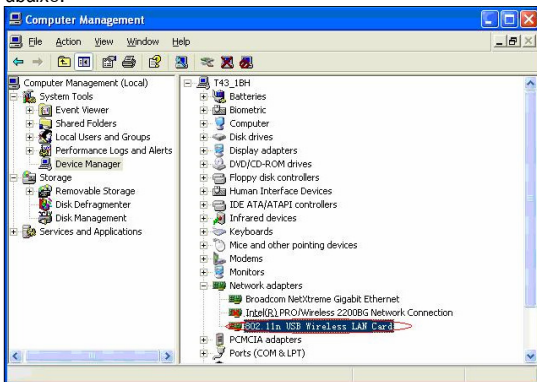 abaixo.
Computer Management
File Action View Window Help
Computer Management (Local)
System Tools
Event Viewer
Shared Folders
Local Users and Groups
Performance Logs and Alerts
Device Manager
Storage
Removable Storage
Disk Defragmenter
Disk Management
Services and Applications
T43_1BH
Batteries
Biometric
Computer
Disk drives
Display adapters
DVD/CD-ROM drives
Floppy disk controllers
Human Interface Devices
IDE ATA/ATAPI controllers
Infrared devices
Keyboards
Mice and other pointing devices
Modems
Monitors
Network adapters
Broadcom NetXtreme Gigabit Ethernet
Intel(R) PRO/Wireless 2200BG Network Connection
802.11n USB Wireless LAN Card
PCMCIA adapters
Ports (COM & LPT)